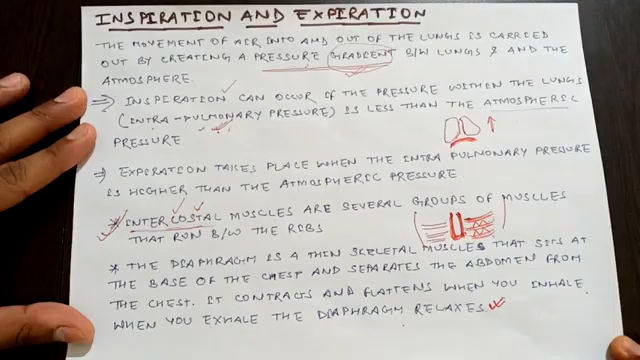 INSPIRATION AND EXPIRATION
THE MOVEMENT OF AIR INTO AND OUT OF THE LUNGS IS CARRIED
OUT BY CREATING A PRESSURE GRADIENT B/W LUNGS & AND THE
ATMOSPHERE.
⇒ INSPIRATION CAN OCCUR IF THE PRESSURE WITHIN THE LUNGS
(INTRA-PULMONARY PRESSURE) IS LESS THAN THE ATMOSPHERIC
PRESSURE
⇒ EXPIRATION TAKES PLACE WHEN THE INTRA PULMONARY PRESSURE
IS HIGHER THAN THE ATMOSPHERIC PRESSURE.
* INTER COSTAL MUSCLES ARE SEVERAL GROUPS OF MUSCLES
THAT RUN B/W THE RIBS
* THE DIAPHRAGM IS A THIN SKELETAL MUSCLES THAT SITS AT
THE BASE OF THE CHEST AND SEPARATES THE ABDOMEN FROM
THE CHEST. IT CONTRACTS AND FLATTENS WHEN YOU INHALE
WHEN YOU EXHALE THE DIAPHRAGM RELAXES.